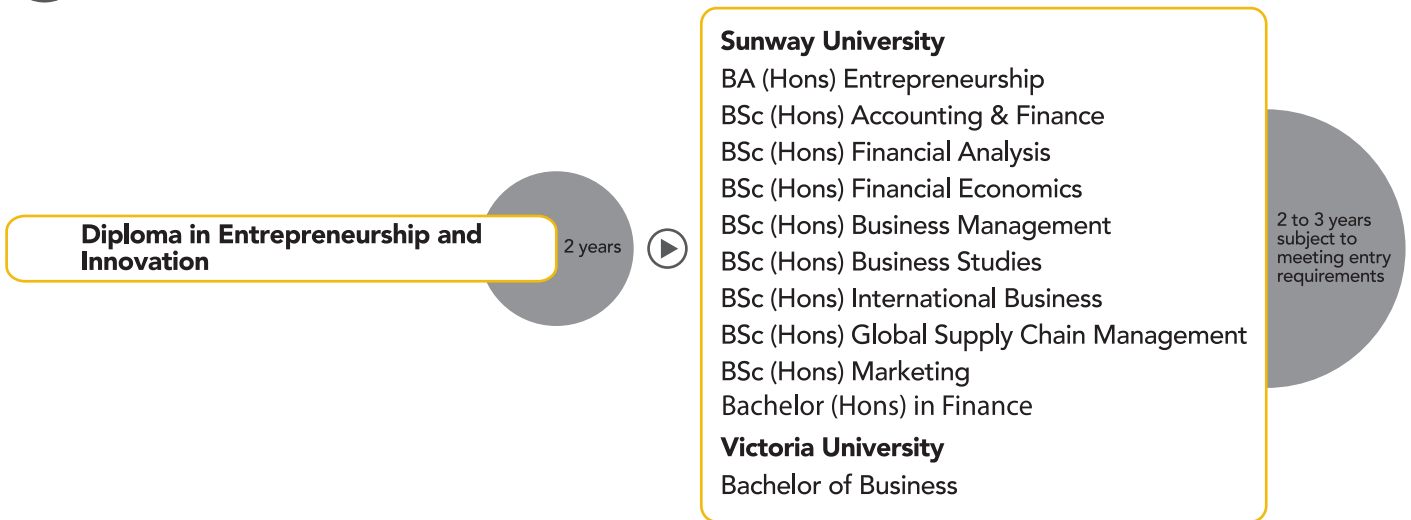 Diploma in Entrepreneurship and
Innovation
2 years
Sunway University
BA (Hons) Entrepreneurship
BSc (Hons) Accounting & Finance
BSc (Hons) Financial Analysis
BSc (Hons) Financial Economics
BSc (Hons) Business Management
BSc (Hons) Business Studies
BSc (Hons) International Business
BSc (Hons) Global Supply Chain Management
BSc (Hons) Marketing
Bachelor (Hons) in Finance
Victoria University
Bachelor of Business
2 to 3 years
subject to
meeting entry
requirements